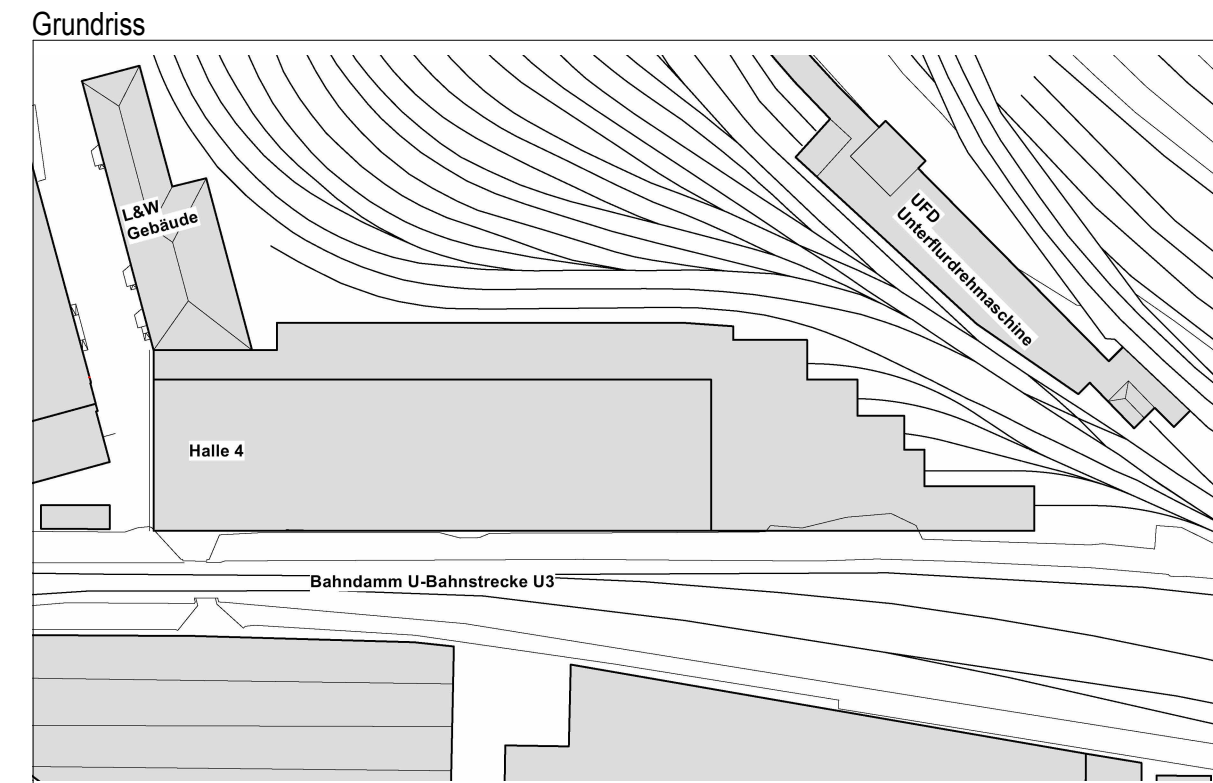 Grundriss
L&W
Gebäude
UFD
Unterflurdrehmaschine
Halle 4
Bahndamm U-Bahnstrecke U3